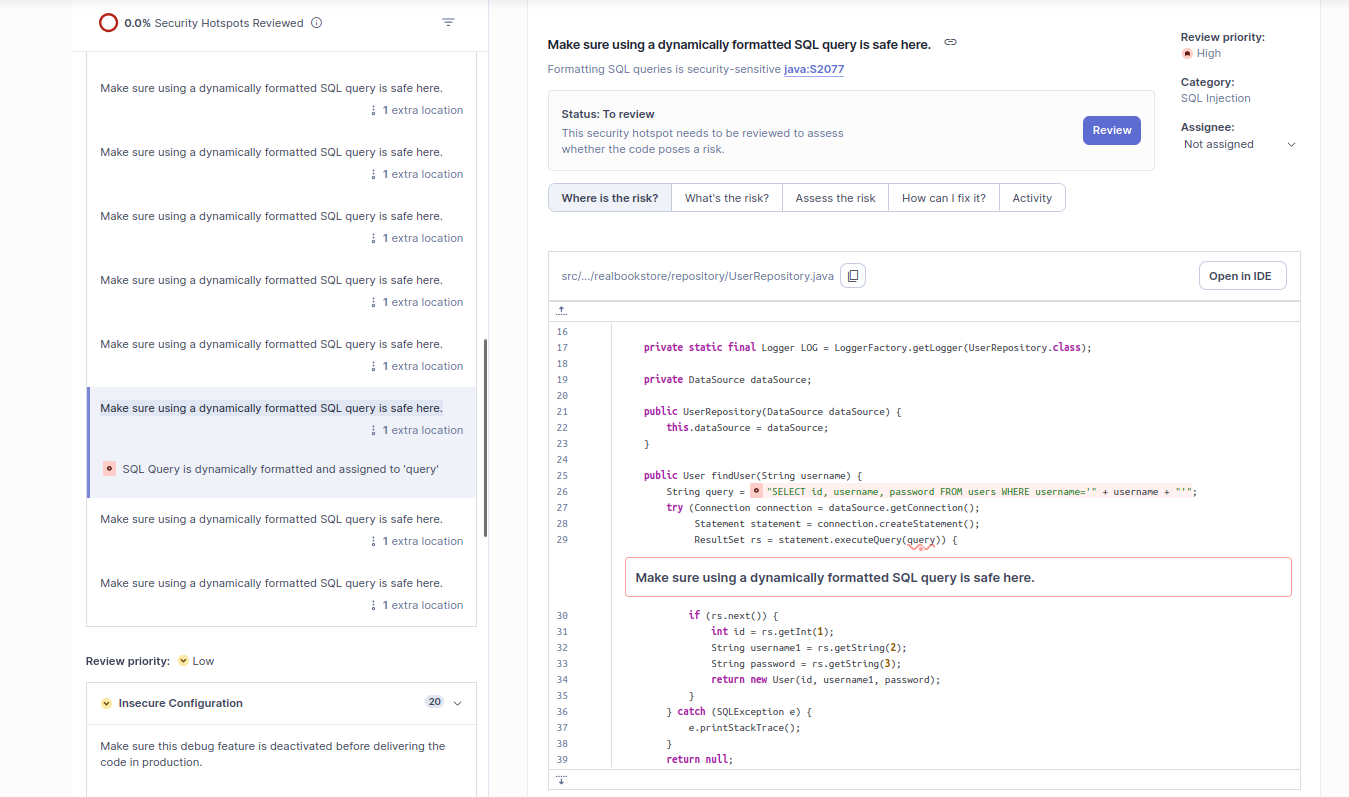 0.0% Security Hotspots Reviewed
Make sure using a dynamically formatted SQL query is safe here.
1 extra location
Make sure using a dynamically formatted SQL query is safe here.
1 extra location
Make sure using a dynamically formatted SQL query is safe here.
1 extra location
Make sure using a dynamically formatted SQL query is safe here.
1 extra location
Make sure using a dynamically formatted SQL query is safe here.
1 extra location
Make sure using a dynamically formatted SQL query is safe here.
1 extra location
SQL Query is dynamically formatted and assigned to 'query'
Make sure using a dynamically formatted SQL query is safe here.
1 extra location
Make sure using a dynamically formatted SQL query is safe here.
1 extra location
Review priority: Low
Insecure Configuration 20
Make sure this debug feature is deactivated before delivering the
code in production.
Make sure using a dynamically formatted SQL query is safe here.
Formatting SQL queries is security-sensitive java:S2077
Status: To review
This security hotspot needs to be reviewed to assess
whether the code poses a risk.
Review
Review priority:
High
Category:
SQL Injection
Assignee:
Not assigned
Where is the risk? What's the risk? Assess the risk How can I fix it? Activity
src/.../realbookstore/repository/UserRepository.java Open in IDE
16
17 private static final Logger LOG = LoggerFactory.getLogger(UserRepository.class);
18
19 private DataSource dataSource;
20
21 public UserRepository(DataSource dataSource) {
22 this.dataSource = dataSource;
23 }
24
25 public User findUser(String username) {
26 String query = "SELECT id, username, password FROM users WHERE username='" + username + "'";
27 try (Connection connection = dataSource.getConnection();
28 Statement statement = connection.createStatement();
29 ResultSet rs = statement.executeQuery(query)) {
Make sure using a dynamically formatted SQL query is safe here.
30 if (rs.next()) {
31 int id = rs.getInt(1);
32 String username1 = rs.getString(2);
33 String password = rs.getString(3);
34 return new User(id, username1, password);
35 }
36 } catch (SQLException e) {
37 e.printStackTrace();
38 }
39 return null;